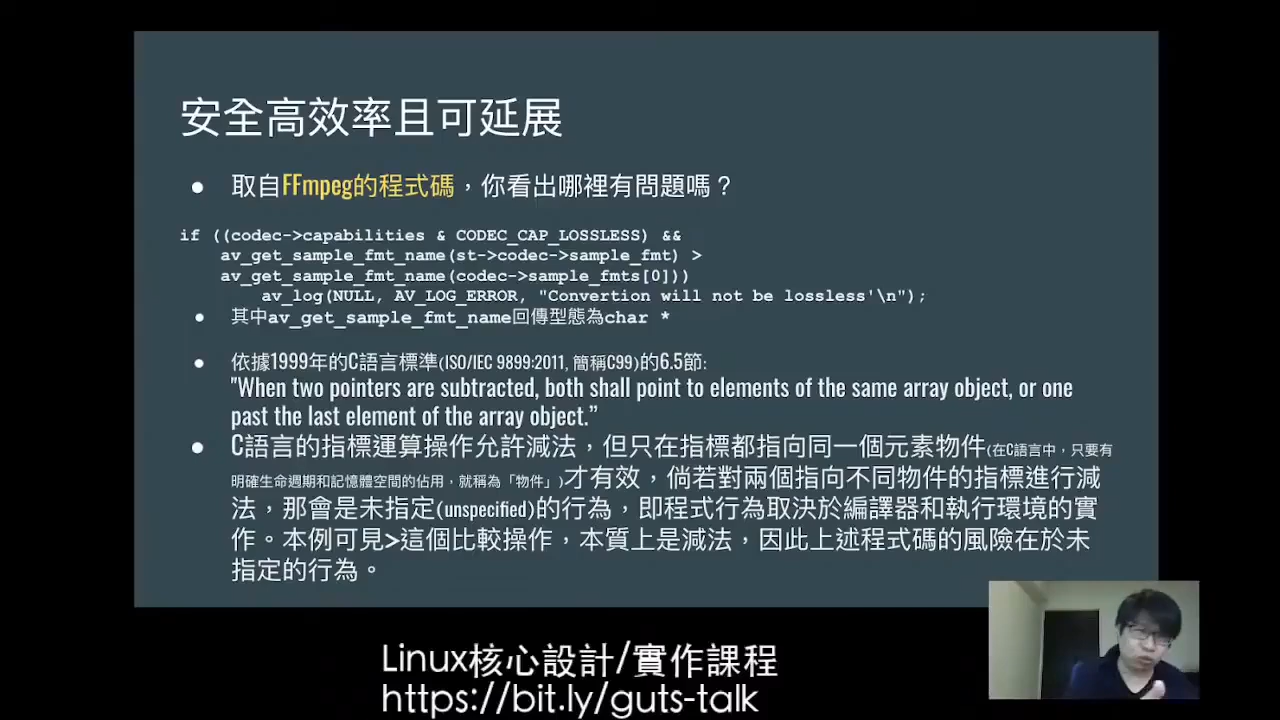 安全高效率且可延展
● 取自FFmpeg的程式碼，你看出哪裡有問題嗎？
if ((codec->capabilities & CODEC_CAP_LOSSLESS) &&
av_get_sample_fmt_name(st->codec->sample_fmt) >
av_get_sample_fmt_name(codec->sample_fmts[0]))
av_log(NULL, AV_LOG_ERROR, "Convertion will not be lossless'\n");
● 其中av_get_sample_fmt_name回傳型態為char *
● 依據1999年的C語言標準(ISO/IEC 9899:2011, 簡稱C99)的6.5節:
"When two pointers are subtracted, both shall point to elements of the same array object, or one
past the last element of the array object.”
● C語言的指標運算操作允許減法，但只在指標都指向同一個元素物件(在C語言中，只要有
明確生命週期和記憶體空間的佔用，就稱為「物件」)才有效，倘若對兩個指向不同物件的指標進行減
法，那會是未指定(unspecified)的行為，即程式行為取決於編譯器和執行環境的實
作。本例可見>這個比較操作，本質上是減法，因此上述程式碼的風險在於未
指定的行為。
Linux核心設計/實作課程
https://bit.ly/guts-talk